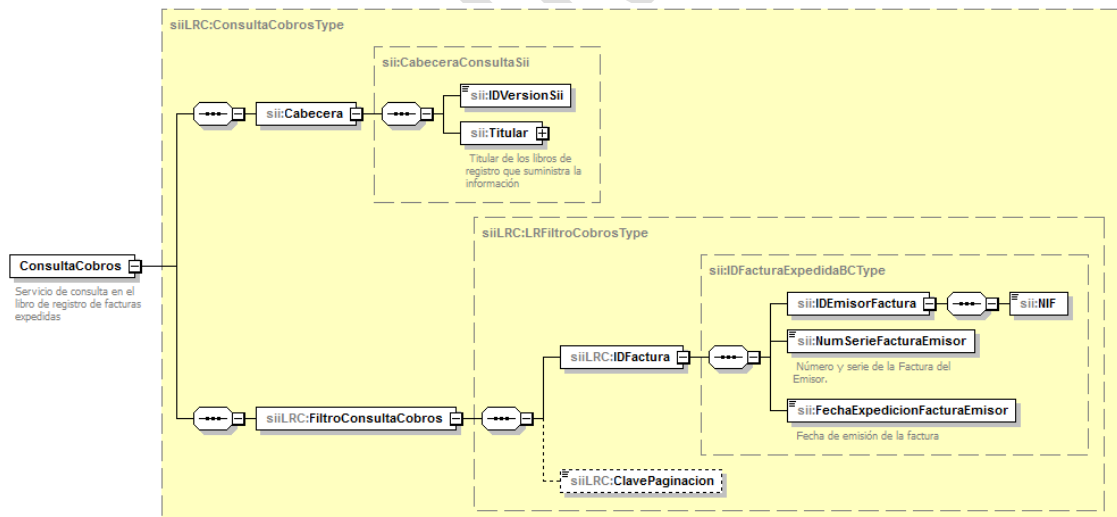 siiLRC:ConsultaCobrosType
sii:CabeceraConsultaSii
sii:IDVersionSii
sii:Cabecera
sii:Titular
Titular de los libros de
registro que suministra la
información
siiLRC:LRFiltroCobrosType
ConsultaCobros
Servicio de consulta en el
libro de registro de facturas
expedidas
sii:IDFacturaExpedidaBCType
sii:IDEmisorFactura
sii:NIF
sii:NumSerieFacturaEmisor
Número y serie de la Factura del
Emisor.
siiLRC:IDFactura
sii:FechaExpedicionFacturaEmisor
Fecha de emisión de la factura
siiLRC:FiltroConsultaCobros
siiLRC:ClavePaginacion